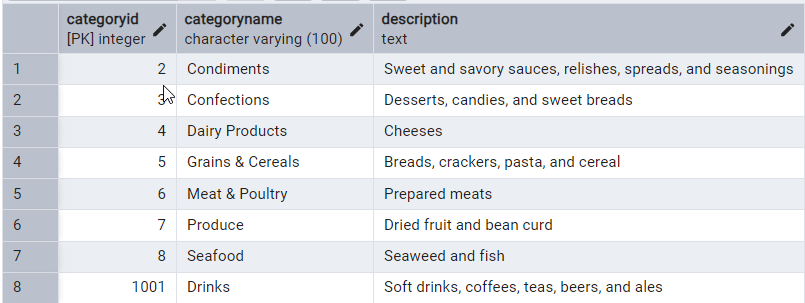 categoryid categoryname description
[PK] integer character varying (100) text
1 2 Condiments Sweet and savory sauces, relishes, spreads, and seasonings
2 3 Confections Desserts, candies, and sweet breads
3 4 Dairy Products Cheeses
4 5 Grains & Cereals Breads, crackers, pasta, and cereal
5 6 Meat & Poultry Prepared meats
6 7 Produce Dried fruit and bean curd
7 8 Seafood Seaweed and fish
8 1001 Drinks Soft drinks, coffees, teas, beers, and ales